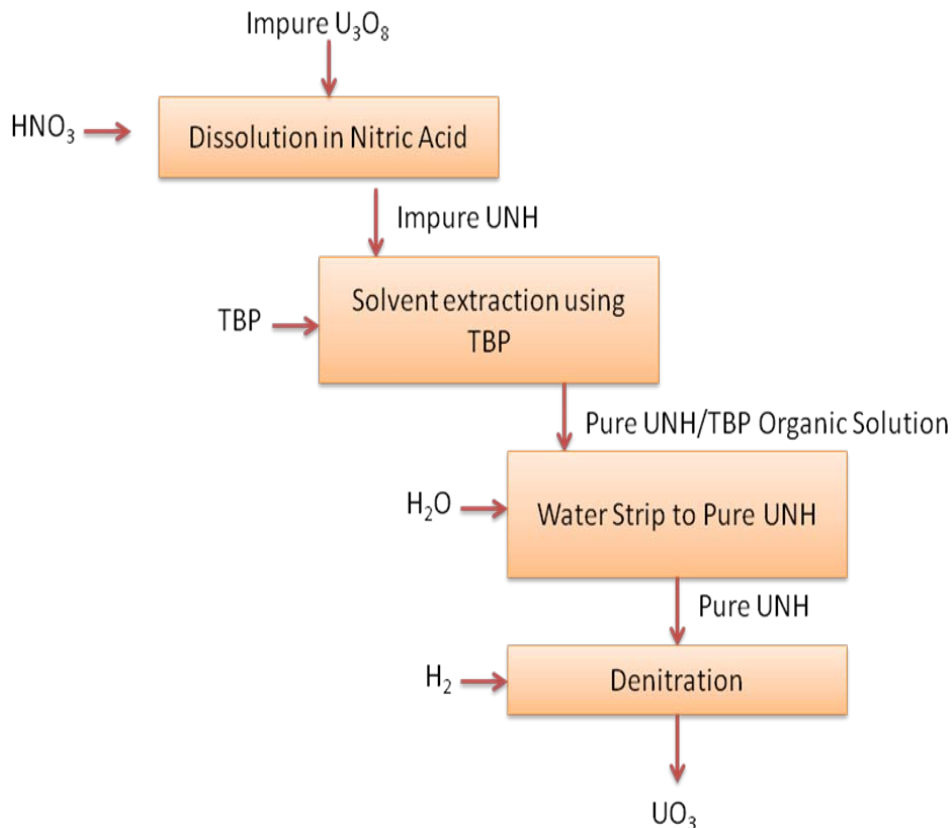 Impure U₃O₈
HNO₃
Dissolution in Nitric Acid
Impure UNH
TBP
Solvent extraction using
TBP
Pure UNH/TBP Organic Solution
H₂O
Water Strip to Pure UNH
Pure UNH
H₂
Denitration
UO₃